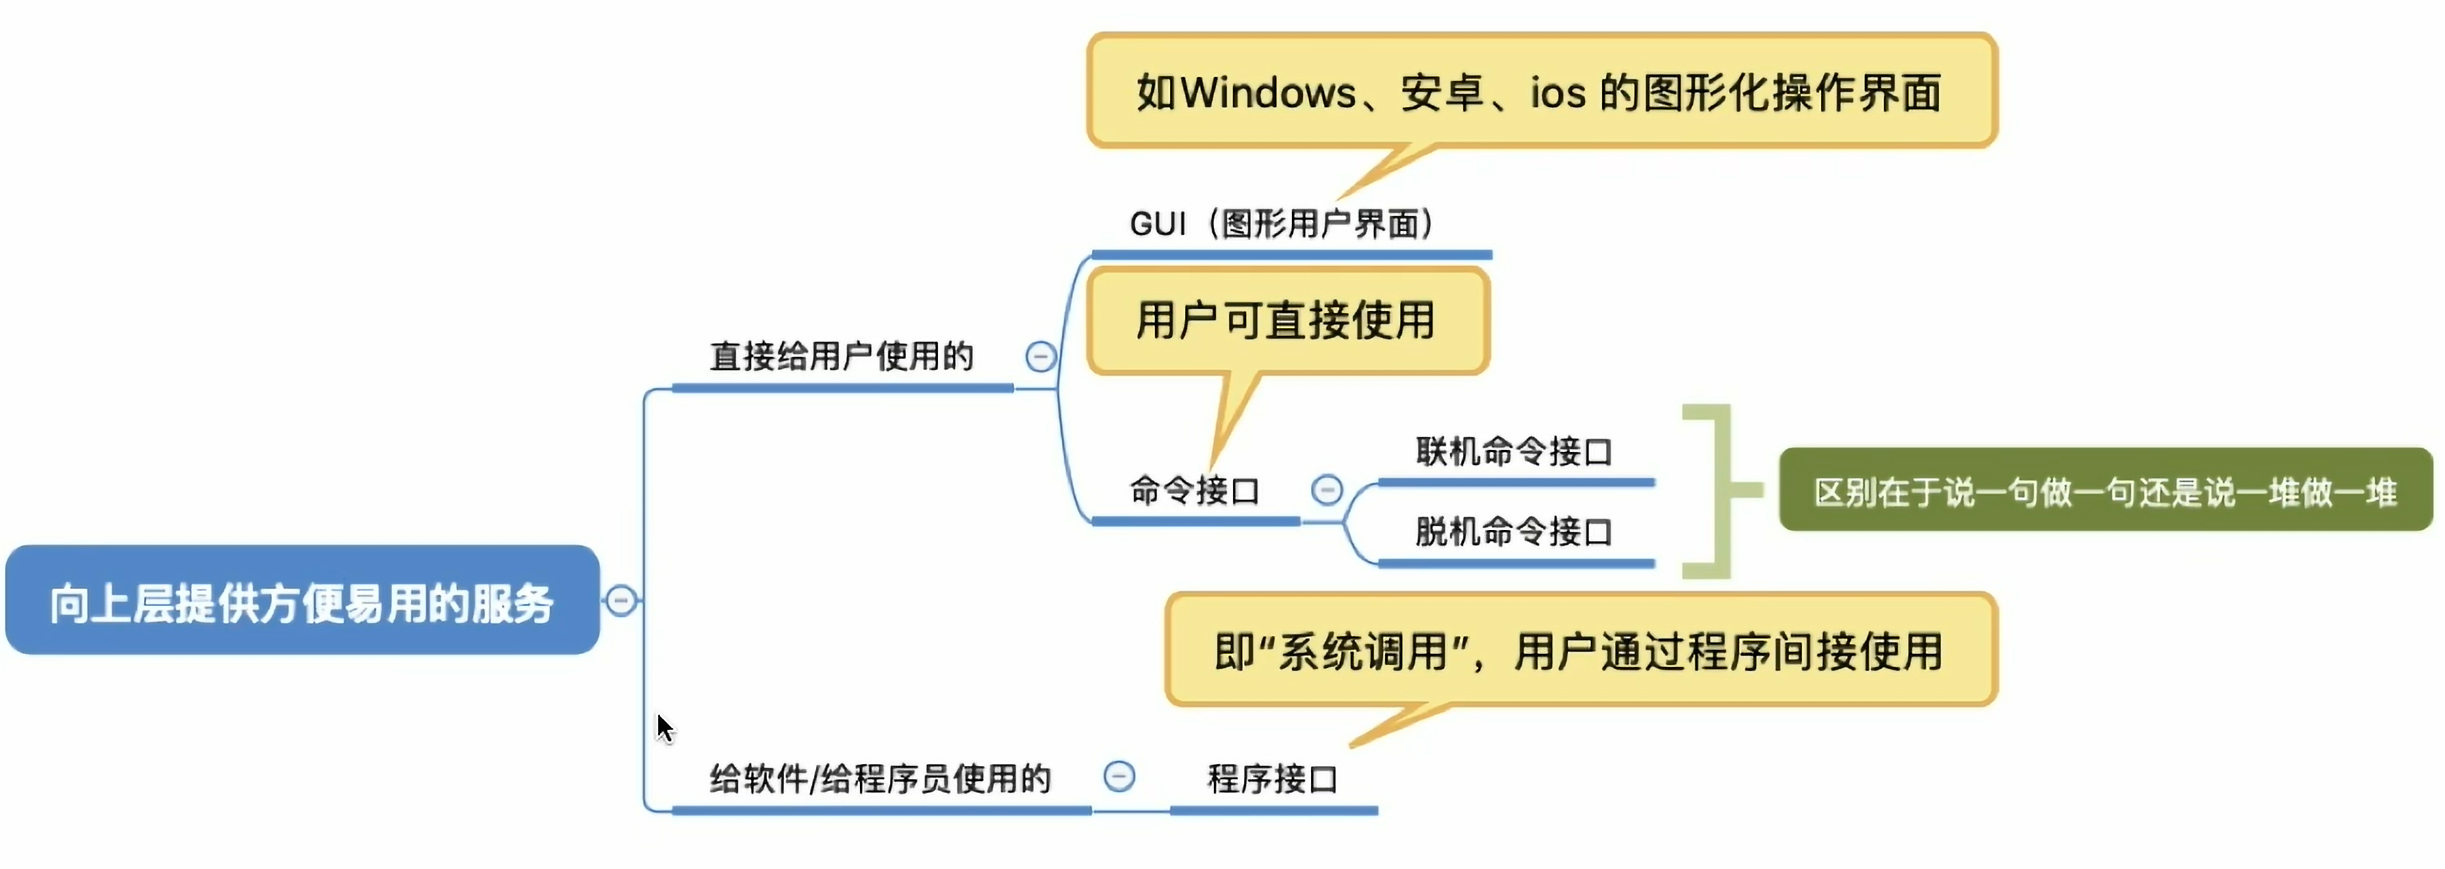 如Windows、安卓、ios 的图形化操作界面
GUI（图形用户界面）
用户可直接使用
直接给用户使用的
联机命令接口
命令接口
区别在于说一句做一句还是说一堆做一堆
脱机命令接口
向上层提供方便易用的服务
即“系统调用”，用户通过程序间接使用
给软件/给程序员使用的
程序接口